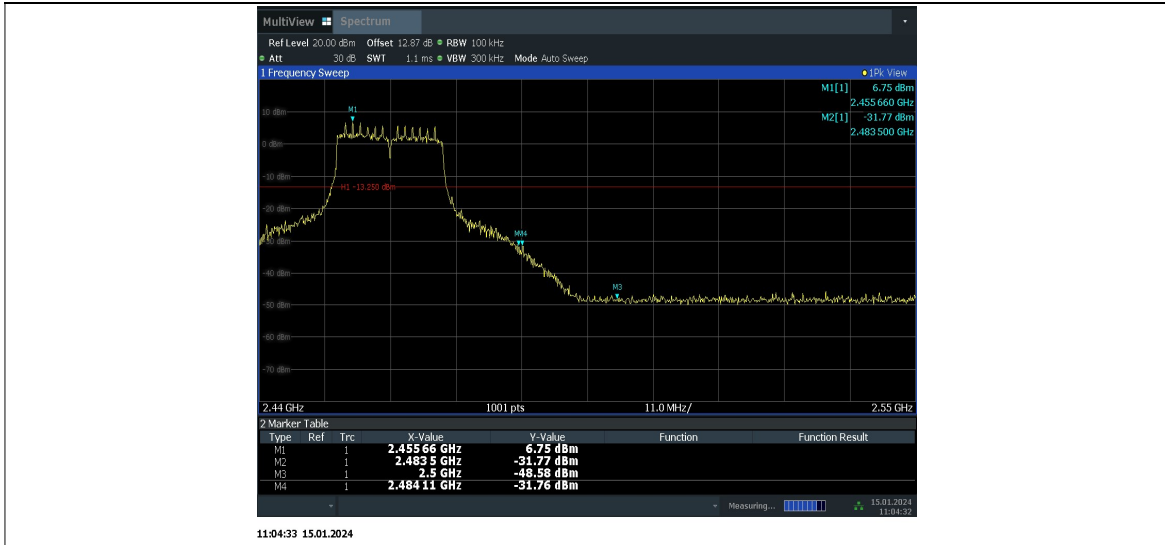 MultiView Spectrum
Ref Level 20.00 dBm Offset 12.87 dB RBW 100 kHz
Att 30 dB SWT 1.1 ms VBW 300 kHz Mode Auto Sweep
1 Frequency Sweep 1Pk View
M1[1] 6.75 dBm
2.455660 GHz
M2[1] -31.77 dBm
2.483500 GHz
10 dBm
M1
0 dBm
-10 dBm
H1 -13.250 dBm
-20 dBm
-30 dBm
MM4
-40 dBm
M3
-50 dBm
-60 dBm
-70 dBm
2.44 GHz 1001 pts 11.0 MHz/ 2.55 GHz
2 Marker Table
Type Ref Trc X-Value Y-Value Function Function Result
M1 1 2.455 66 GHz 6.75 dBm
M2 1 2.483 5 GHz -31.77 dBm
M3 1 2.5 GHz -48.58 dBm
M4 1 2.484 11 GHz -31.76 dBm
Measuring... 15.01.2024
11:04:32
11:04:33 15.01.2024